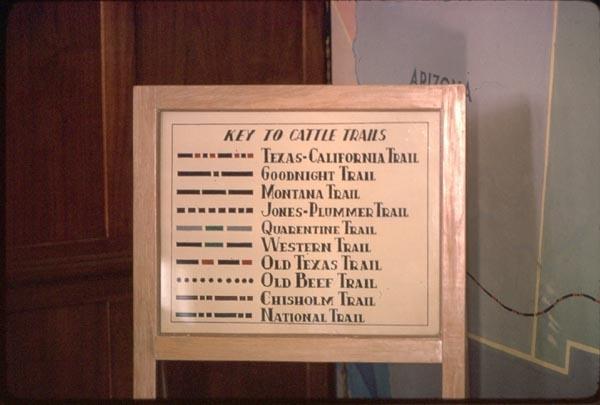 ARIZONA
KEY TO CATTLE TRAILS
TEXAS-CALIFORNIA TRAIL
GOODNIGHT TRAIL
MONTANA TRAIL
JONES-PLUMMER TRAIL
QUARENTINE TRAIL
WESTERN TRAIL
OLD TEXAS TRAIL
OLD BEEF TRAIL
CHISHOLM TRAIL
NATIONAL TRAIL